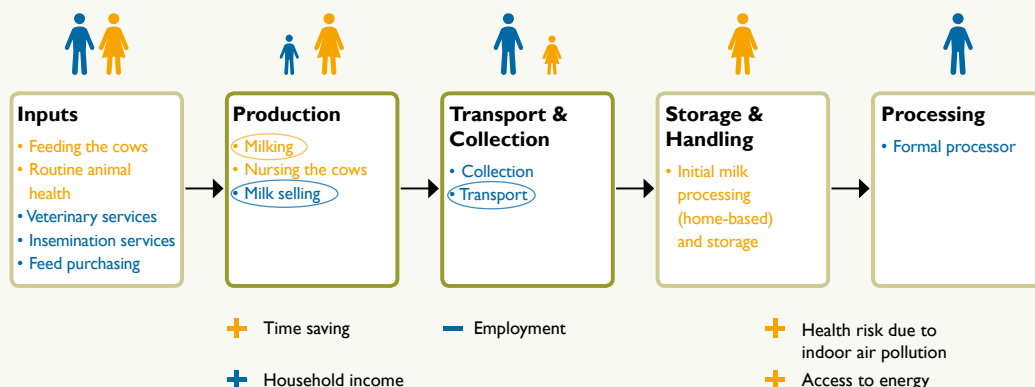 Inputs
• Feeding the cows
• Routine animal
health
• Veterinary services
• Insemination services
• Feed purchasing
Production
• Milking
• Nursing the cows
• Milk selling
Transport &
Collection
• Collection
• Transport
Storage &
Handling
• Initial milk
processing
(home-based)
and storage
Processing
• Formal processor
+ Time saving
+ Household income
– Employment
+ Health risk due to
indoor air pollution
+ Access to energy